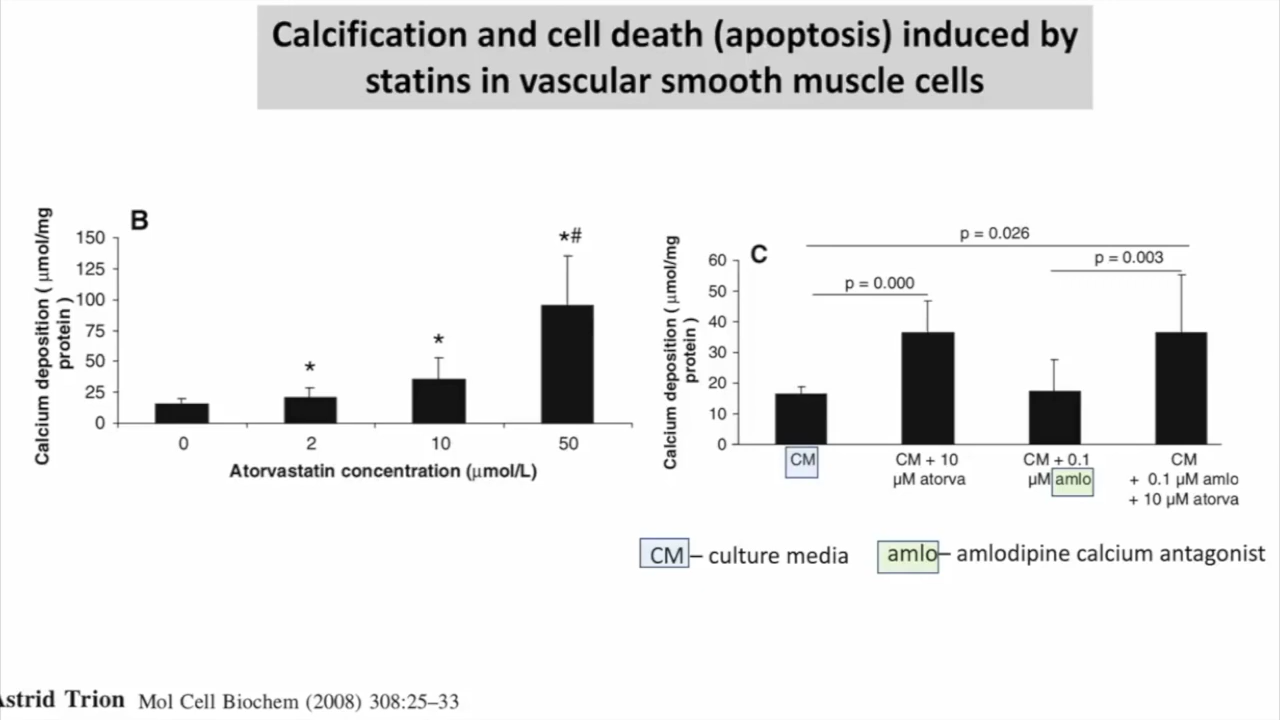 Calcification and cell death (apoptosis) induced by
statins in vascular smooth muscle cells
B
Calcium deposition ( µmol/mg
protein )
150
125
100
75
50
25
0
*
*
*#
0 2 10 50
Atorvastatin concentration (µmol/L)
C
Calcium deposition ( µmol/mg
protein )
60
50
40
30
20
10
0
p = 0.026
p = 0.003
p = 0.000
CM
CM + 10
µM atorva
CM + 0.1
µM amlo
CM
+ 0.1 µM amlo
+ 10 µM atorva
CM – culture media
amlo – amlodipine calcium antagonist
Astrid Trion Mol Cell Biochem (2008) 308:25–33